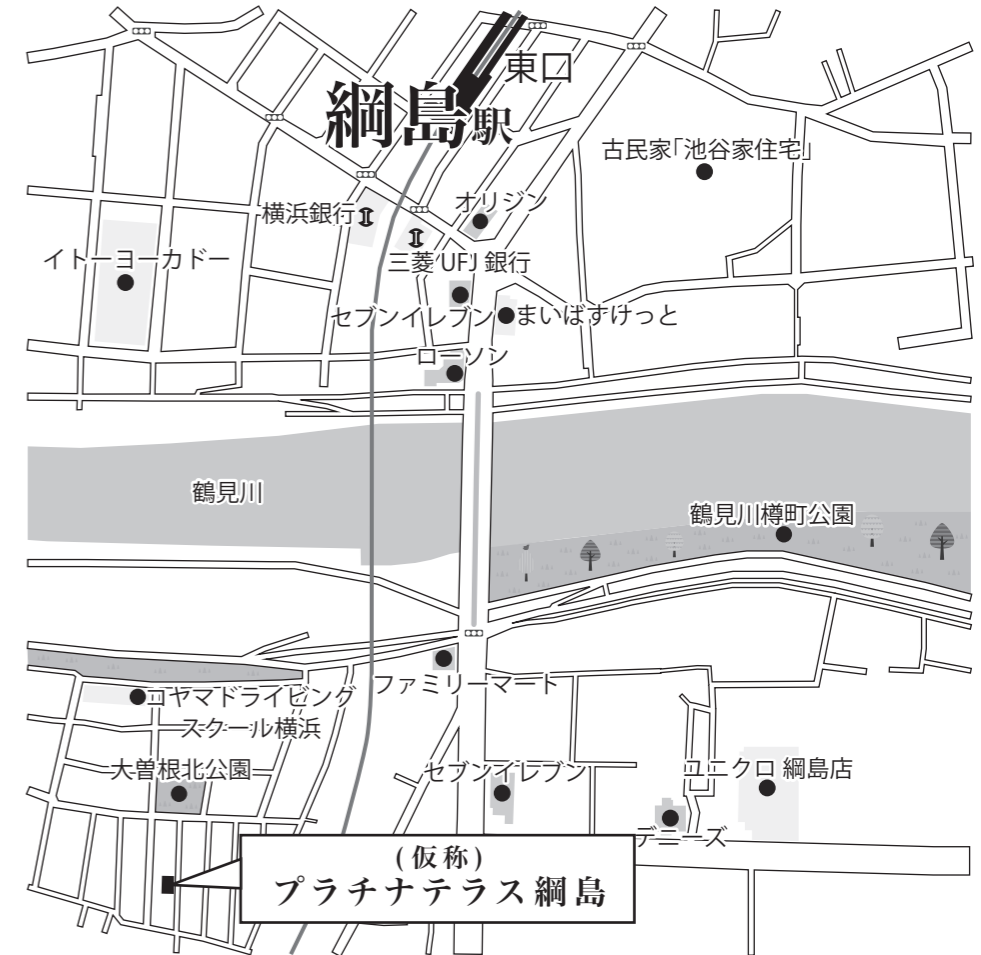 東口
綱島駅
古民家「池谷家住宅」
オリジン
横浜銀行
イトーヨーカドー
三菱UFJ銀行
セブンイレブン
まいばすけっと
ローソン
鶴見川
鶴見川樽町公園
ファミリーマート
コヤマドライビング
スクール横浜
大曽根北公園
セブンイレブン
ユニクロ 綱島店
デニーズ
(仮称)
プラチナテラス綱島